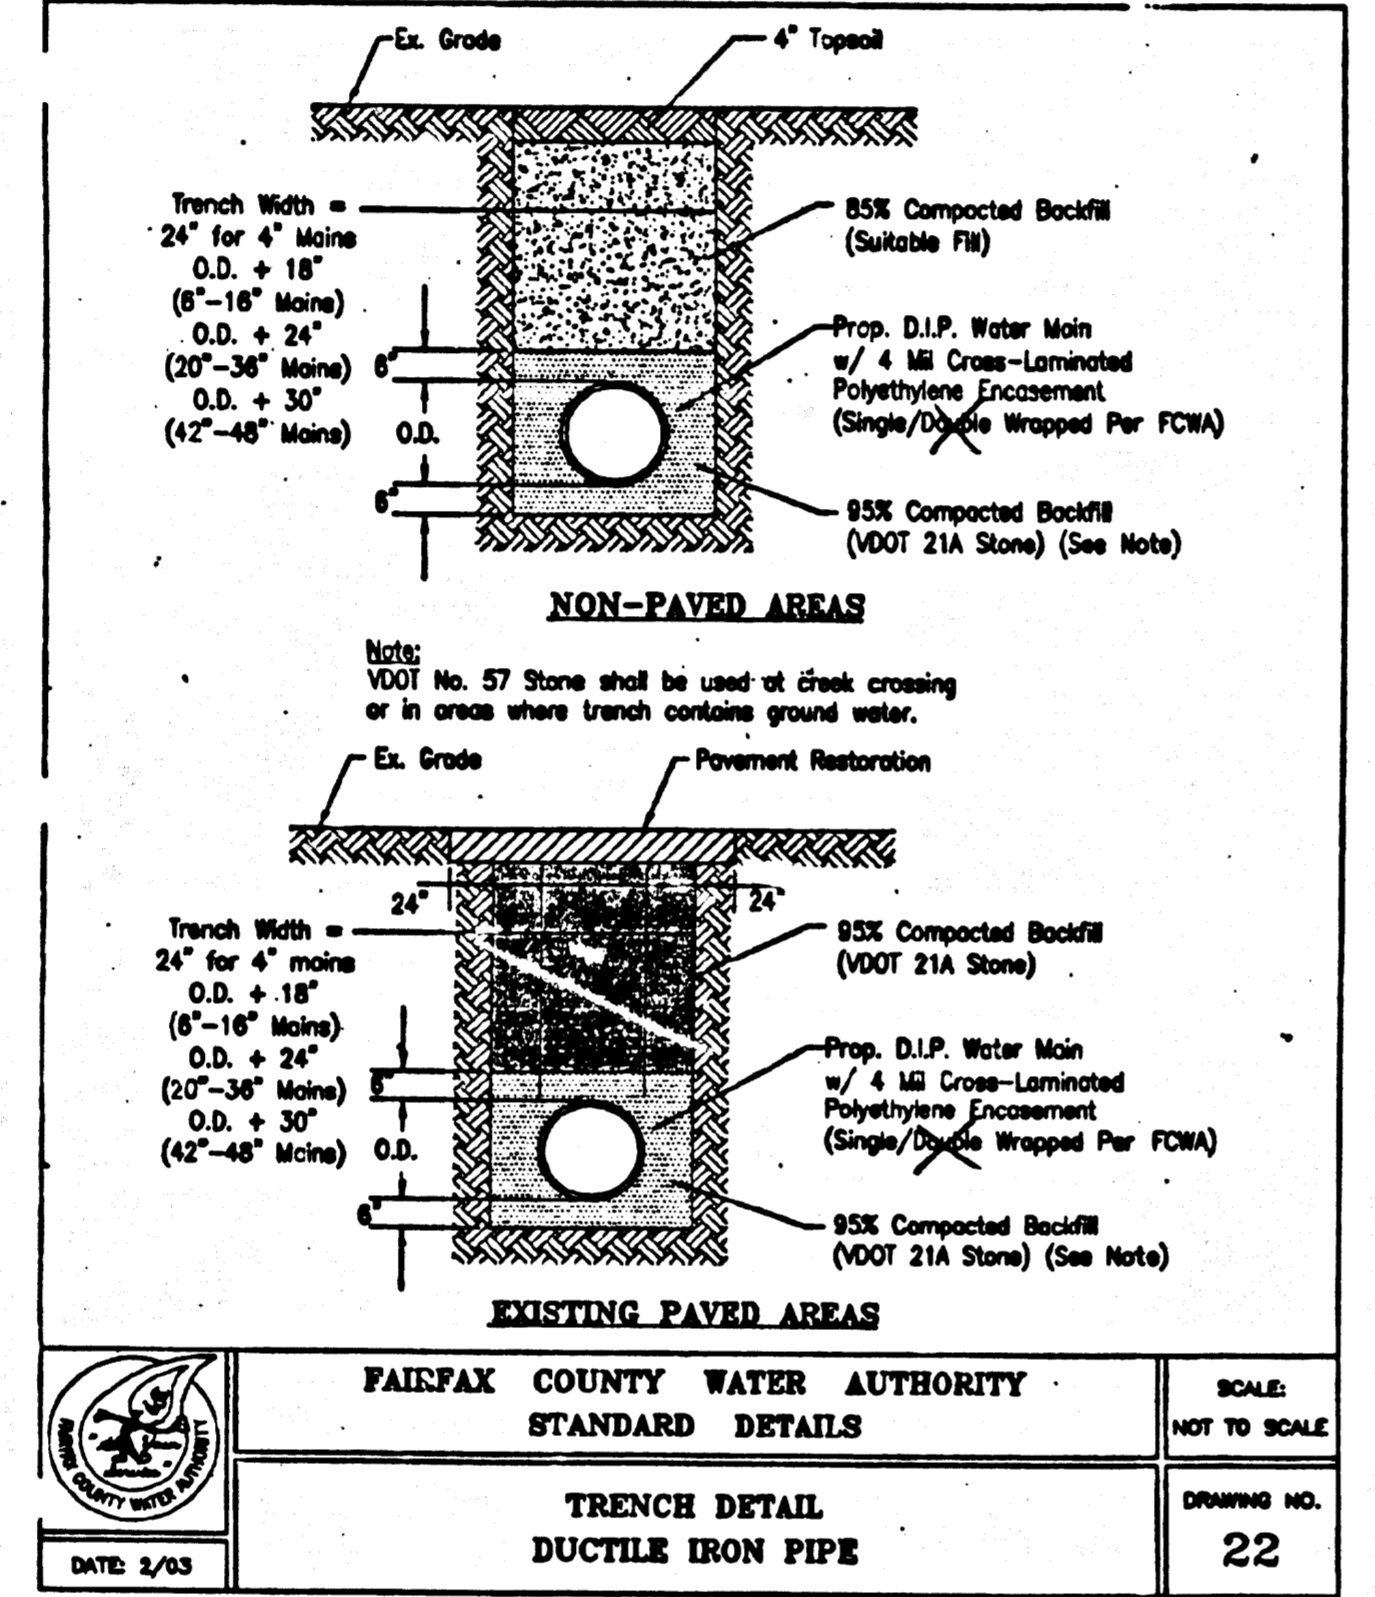 Ex. Grade
4" Topsoil
Trench Width =
24" for 4" Mains
O.D. + 18"
(6"-16" Mains)
O.D. + 24"
(20"-36" Mains)
O.D. + 30"
(42"-48" Mains)
6"
O.D.
6"
85% Compacted Backfill
(Suitable Fill)
Prop. D.I.P. Water Main
w/ 4 Mil Cross-Laminated
Polyethylene Encasement
(Single/Double Wrapped Per FCWA)
95% Compacted Backfill
(VDOT 21A Stone) (See Note)
NON-PAVED AREAS
Note:
VDOT No. 57 Stone shall be used at creek crossing
or in areas where trench contains ground water.
Ex. Grade
Pavement Restoration
24"
24"
Trench Width =
24" for 4" mains
O.D. + 18"
(6"-16" Mains)
O.D. + 24"
(20"-36" Mains)
O.D. + 30"
(42"-48" Mains)
6"
O.D.
6"
95% Compacted Backfill
(VDOT 21A Stone)
Prop. D.I.P. Water Main
w/ 4 Mil Cross-Laminated
Polyethylene Encasement
(Single/Double Wrapped Per FCWA)
95% Compacted Backfill
(VDOT 21A Stone) (See Note)
EXISTING PAVED AREAS
FAIRFAX COUNTY WATER AUTHORITY
DATE: 2/03
FAIRFAX COUNTY WATER AUTHORITY
STANDARD DETAILS
TRENCH DETAIL
DUCTILE IRON PIPE
SCALE:
NOT TO SCALE
DRAWING NO.
22